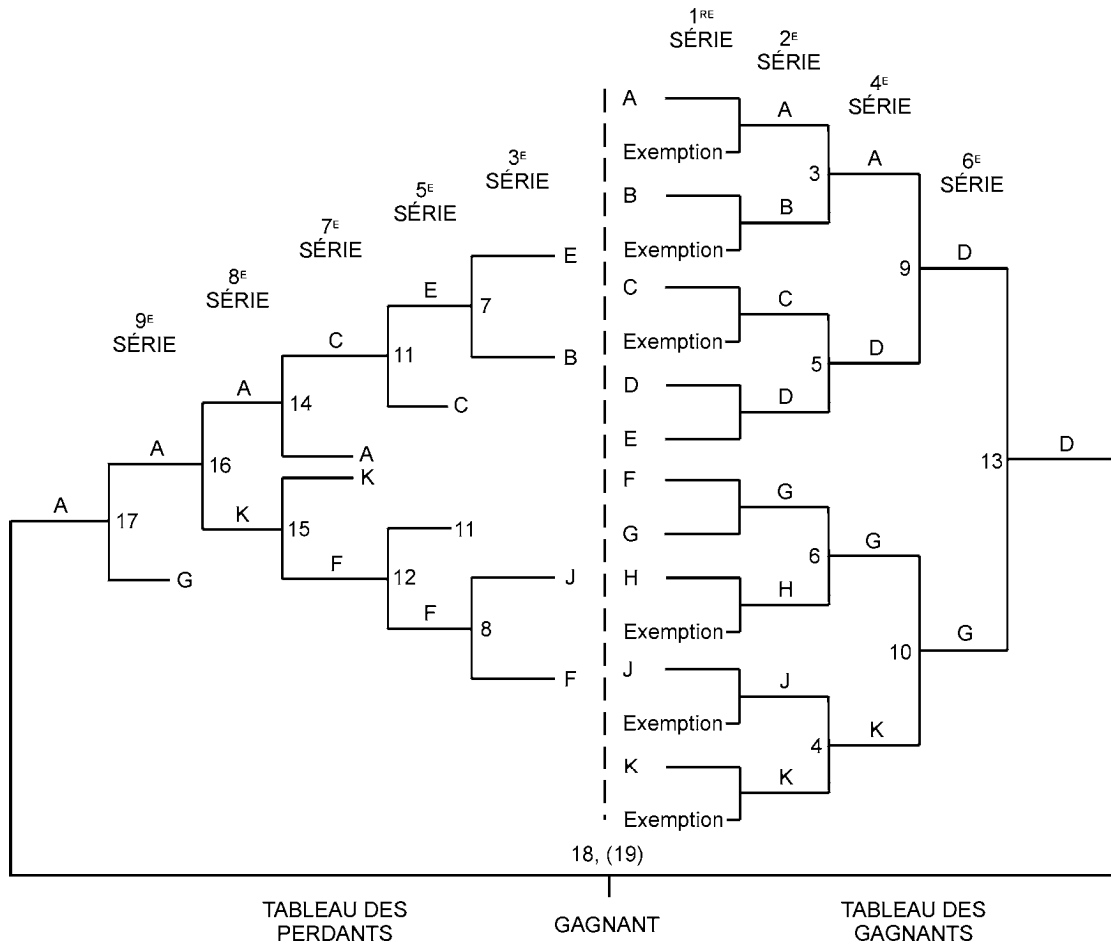 1RE
SÉRIE
2E
SÉRIE
4E
SÉRIE
6E
SÉRIE
3E
SÉRIE
5E
SÉRIE
7E
SÉRIE
8E
SÉRIE
9E
SÉRIE
A
Exemption
B
Exemption
C
Exemption
D
E
F
G
H
Exemption
J
Exemption
K
Exemption
A
3
B
C
5
D
G
6
H
J
4
K
A
9
D
G
10
K
D
13
G
D
E
7
B
E
11
C
C
14
A
A
16
K
K
15
F
11
12
F
J
8
F
A
17
G
A
18, (19)
TABLEAU DES
PERDANTS
GAGNANT
TABLEAU DES
GAGNANTS